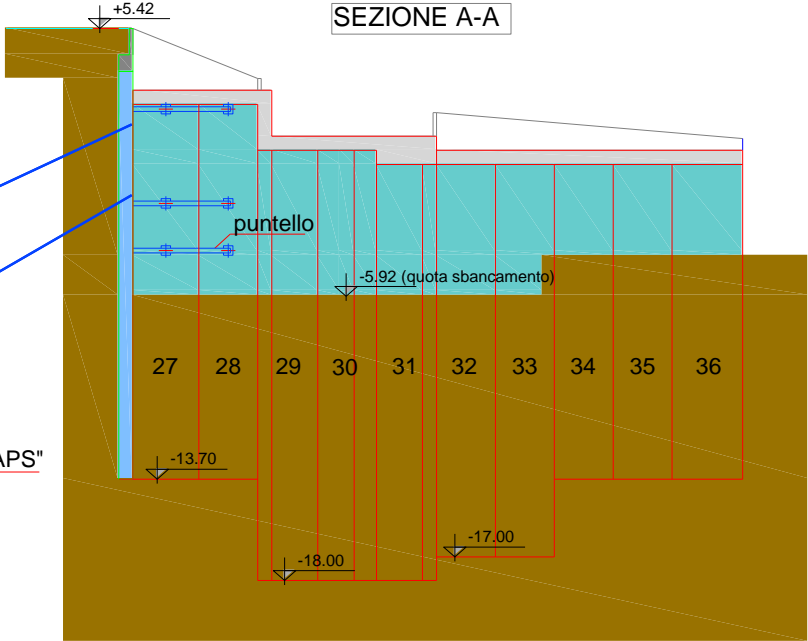 +5.42
SEZIONE A-A
puntello
-5.92 (quota sbancamento)
27 28 29 30 31 32 33 34 35 36
APS"
-13.70
-17.00
-18.00